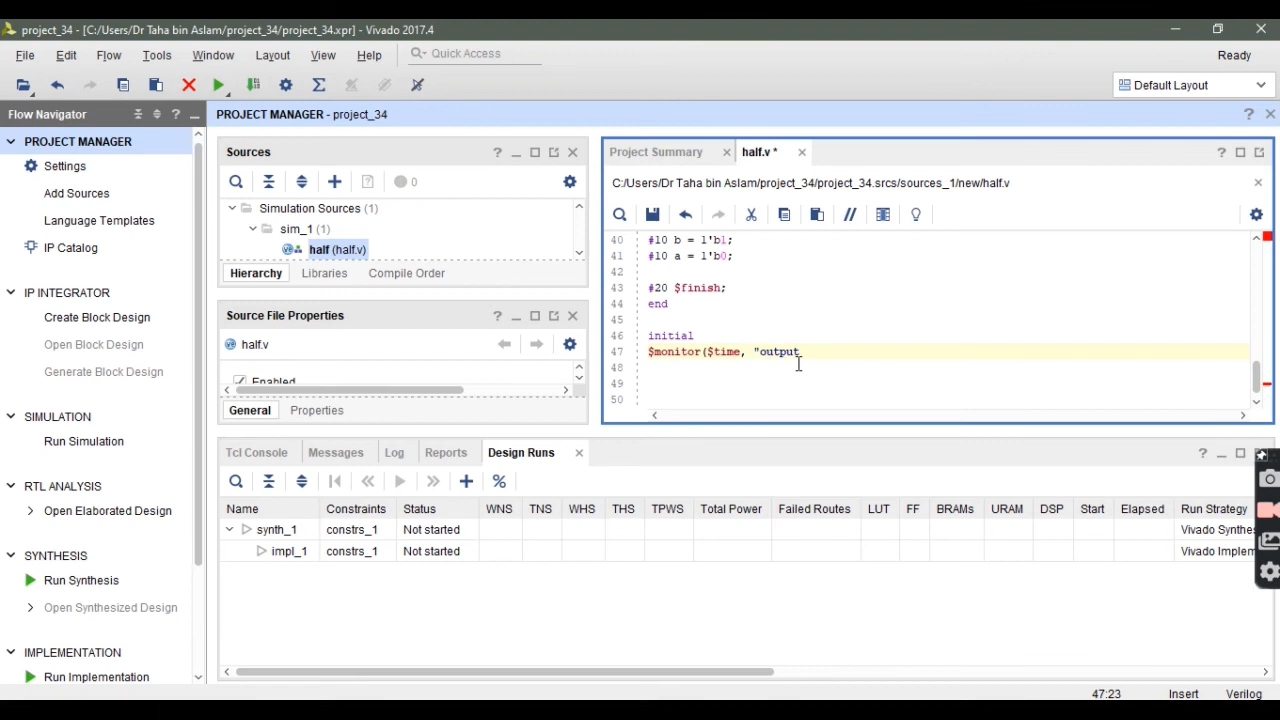 project_34 - [C:/Users/Dr Taha bin Aslam/project_34/project_34.xpr] - Vivado 2017.4
File Edit Flow Tools Window Layout View Help Quick Access Ready
Default Layout
Flow Navigator
PROJECT MANAGER - project_34
PROJECT MANAGER
Settings
Add Sources
Language Templates
IP Catalog
IP INTEGRATOR
Create Block Design
Open Block Design
Generate Block Design
SIMULATION
Run Simulation
RTL ANALYSIS
Open Elaborated Design
SYNTHESIS
Run Synthesis
Open Synthesized Design
IMPLEMENTATION
Run Implementation
Sources
0
Simulation Sources (1)
sim_1 (1)
half (half.v)
Hierarchy Libraries Compile Order
Source File Properties
half.v
Enabled
General Properties
Project Summary half.v *
C:/Users/Dr Taha bin Aslam/project_34/project_34.srcs/sources_1/new/half.v
40 #10 b = 1'b1;
41 #10 a = 1'b0;
42
43 #20 $finish;
44 end
45
46 initial
47 $monitor($time, "output
48
49
50
Tcl Console Messages Log Reports Design Runs
Name Constraints Status WNS TNS WHS THS TPWS Total Power Failed Routes LUT FF BRAMs URAM DSP Start Elapsed Run Strategy
synth_1 constrs_1 Not started Vivado Synthes
impl_1 constrs_1 Not started Vivado Implem
47:23 Insert Verilog